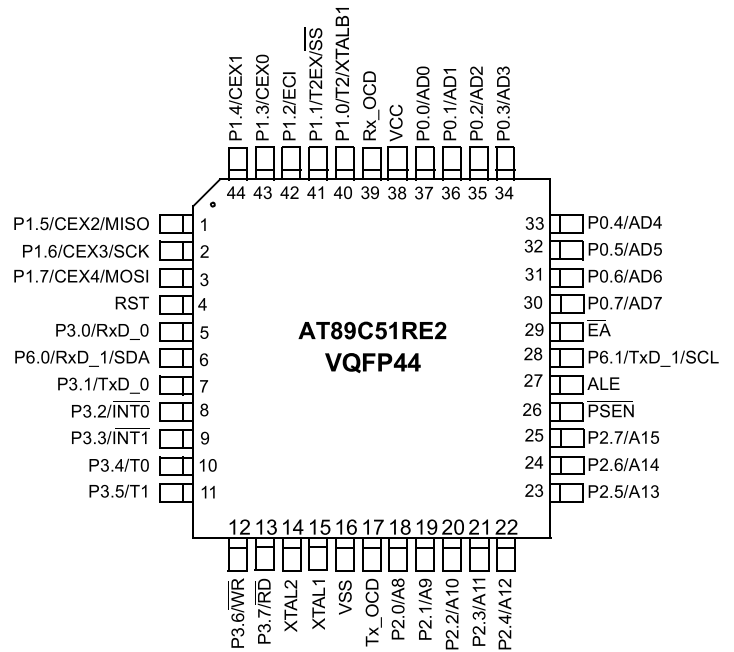 P1.4/CEX1
P1.3/CEX0
P1.2/ECI
P1.1/T2EX/S̅S̅
P1.0/T2/XTALB1
Rx_OCD
VCC
P0.0/AD0
P0.1/AD1
P0.2/AD2
P0.3/AD3
44 43 42 41 40 39 38 37 36 35 34
P1.5/CEX2/MISO 1
P1.6/CEX3/SCK 2
P1.7/CEX4/MOSI 3
RST 4
P3.0/RxD_0 5
P6.0/RxD_1/SDA 6
P3.1/TxD_0 7
P3.2/I̅N̅T̅0̅ 8
P3.3/I̅N̅T̅1̅ 9
P3.4/T0 10
P3.5/T1 11
AT89C51RE2
VQFP44
33 P0.4/AD4
32 P0.5/AD5
31 P0.6/AD6
30 P0.7/AD7
29 E̅A̅
28 P6.1/TxD_1/SCL
27 ALE
26 P̅S̅E̅N̅
25 P2.7/A15
24 P2.6/A14
23 P2.5/A13
12 13 14 15 16 17 18 19 20 21 22
P3.6/W̅R̅
P3.7/R̅D̅
XTAL2
XTAL1
VSS
Tx_OCD
P2.0/A8
P2.1/A9
P2.2/A10
P2.3/A11
P2.4/A12